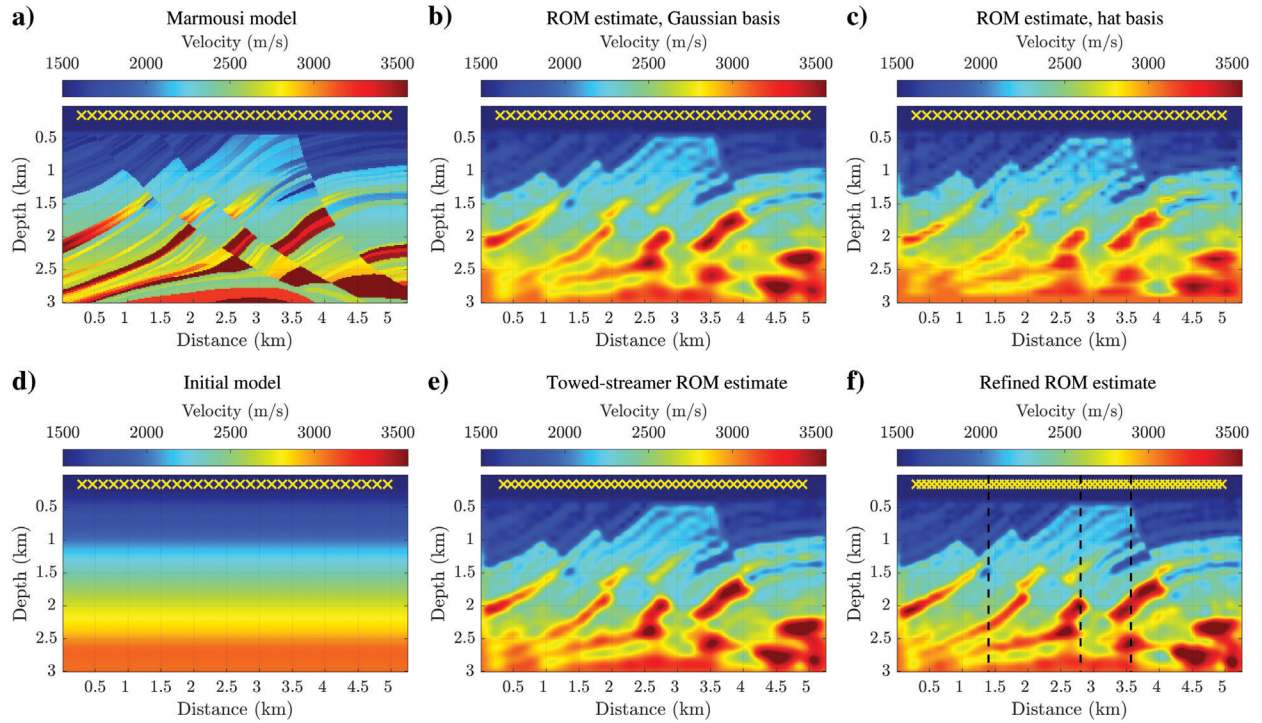 a) Marmousi model
Velocity (m/s)
1500 2000 2500 3000 3500
0.5
1
1.5
2
2.5
3
Depth (km)
0.5 1 1.5 2 2.5 3 3.5 4 4.5 5
Distance (km)
b) ROM estimate, Gaussian basis
Velocity (m/s)
1500 2000 2500 3000 3500
0.5
1
1.5
2
2.5
3
Depth (km)
0.5 1 1.5 2 2.5 3 3.5 4 4.5 5
Distance (km)
c) ROM estimate, hat basis
Velocity (m/s)
1500 2000 2500 3000 3500
0.5
1
1.5
2
2.5
3
Depth (km)
0.5 1 1.5 2 2.5 3 3.5 4 4.5 5
Distance (km)
d) Initial model
Velocity (m/s)
1500 2000 2500 3000 3500
0.5
1
1.5
2
2.5
3
Depth (km)
0.5 1 1.5 2 2.5 3 3.5 4 4.5 5
Distance (km)
e) Towed-streamer ROM estimate
Velocity (m/s)
1500 2000 2500 3000 3500
0.5
1
1.5
2
2.5
3
Depth (km)
0.5 1 1.5 2 2.5 3 3.5 4 4.5 5
Distance (km)
f) Refined ROM estimate
Velocity (m/s)
1500 2000 2500 3000 3500
0.5
1
1.5
2
2.5
3
Depth (km)
0.5 1 1.5 2 2.5 3 3.5 4 4.5 5
Distance (km)